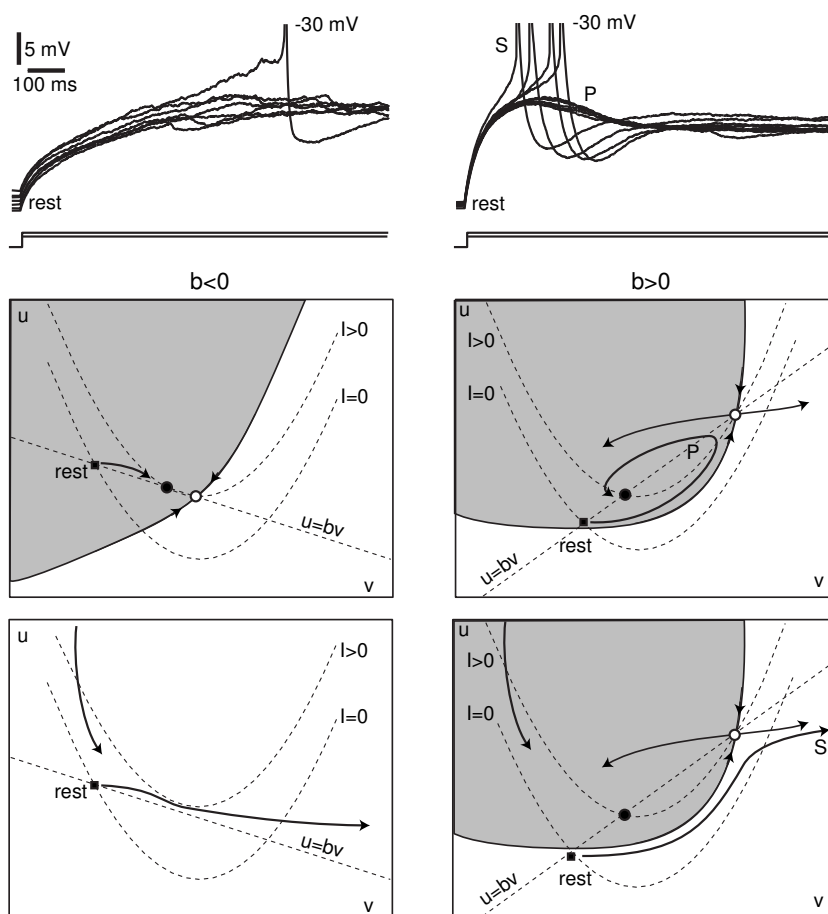 -30 mV
5 mV
100 ms
rest
-30 mV
S
P
rest
b<0
b>0
u
I>0
I=0
rest
u=bv
v
u
I>0
I=0
P
rest
u=bv
v
u
I>0
I=0
rest
u=bv
v
u
I>0
I=0
S
rest
u=bv
v